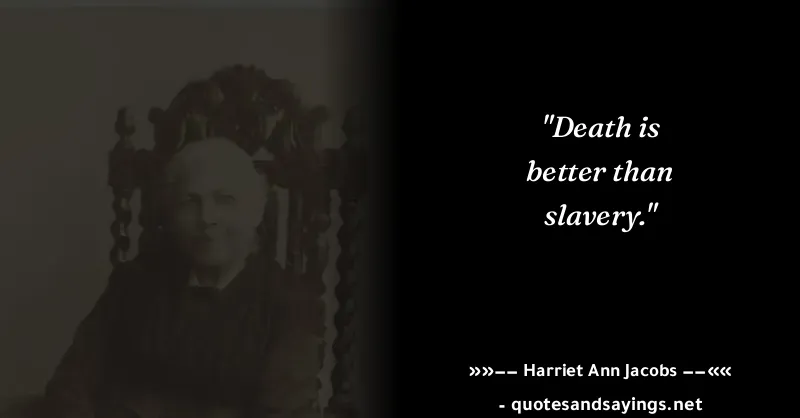 "Death is
better than
slavery."
»»−− Harriet Ann Jacobs −−««
- quotesandsayings.net